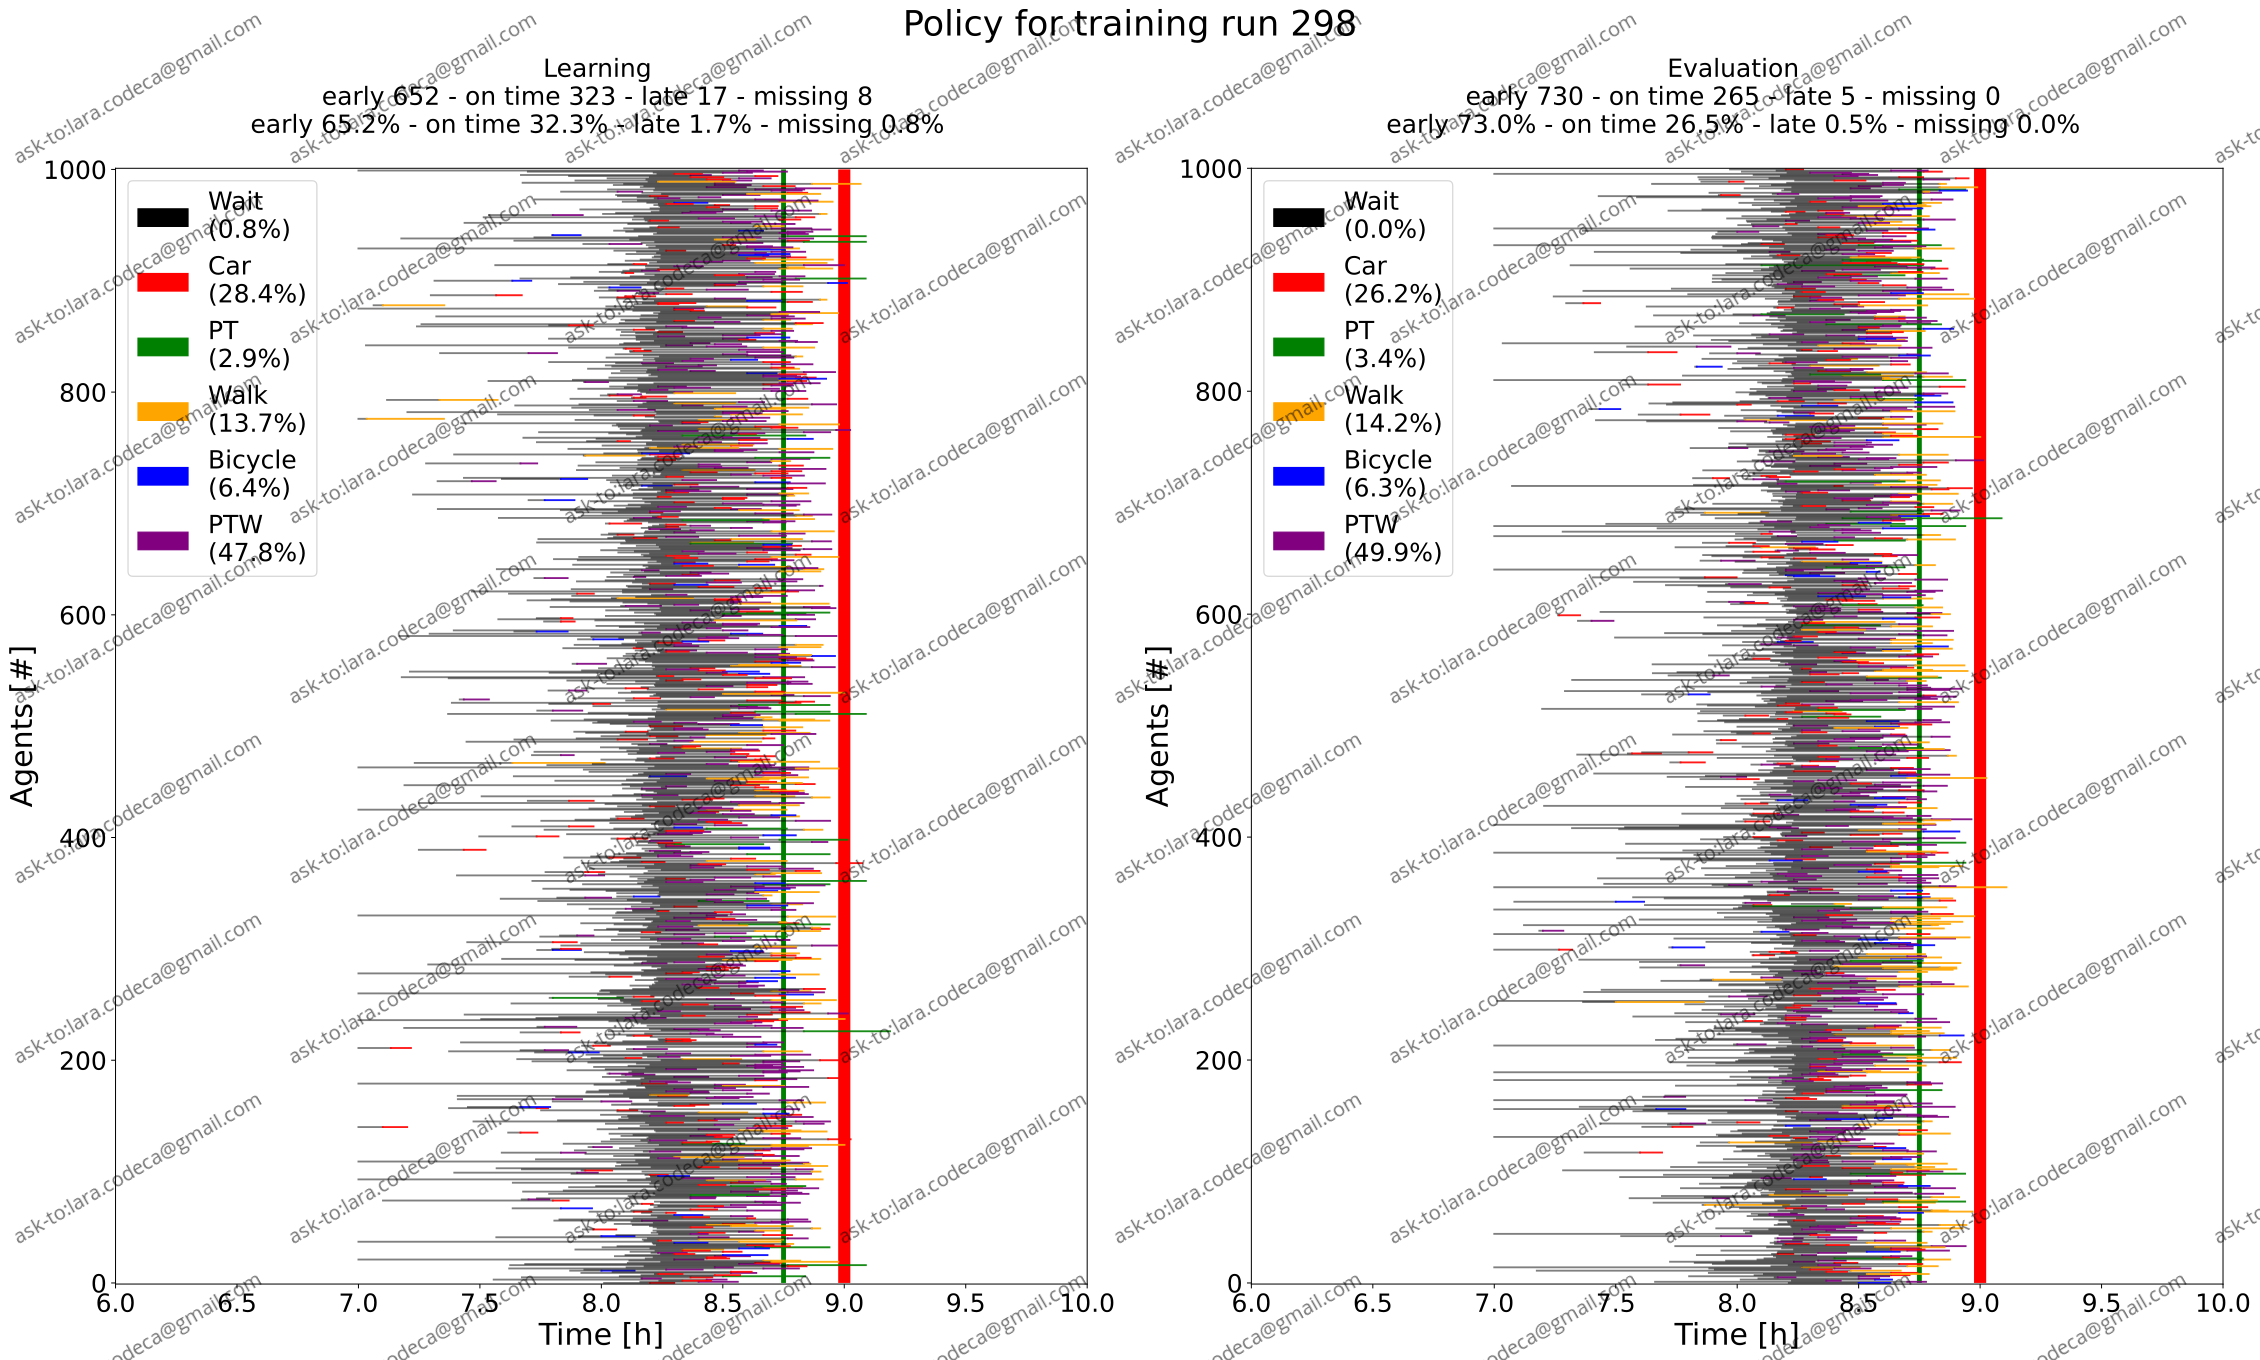 Policy for training run 298
Learning
early 652 - on time 323 - late 17 - missing 8
early 65.2% - on time 32.3% - late 1.7% - missing 0.8%
Wait
(0.8%)
Car
(28.4%)
PT
(2.9%)
Walk
(13.7%)
Bicycle
(6.4%)
PTW
(47.8%)
Agents [#]
1000
800
600
400
200
0
6.0 6.5 7.0 7.5 8.0 8.5 9.0 9.5 10.0
Time [h]
Evaluation
early 730 - on time 265 - late 5 - missing 0
early 73.0% - on time 26.5% - late 0.5% - missing 0.0%
Wait
(0.0%)
Car
(26.2%)
PT
(3.4%)
Walk
(14.2%)
Bicycle
(6.3%)
PTW
(49.9%)
Agents [#]
1000
800
600
400
200
0
6.0 6.5 7.0 7.5 8.0 8.5 9.0 9.5 10.0
Time [h]
ask-to:lara.codeca@gmail.com